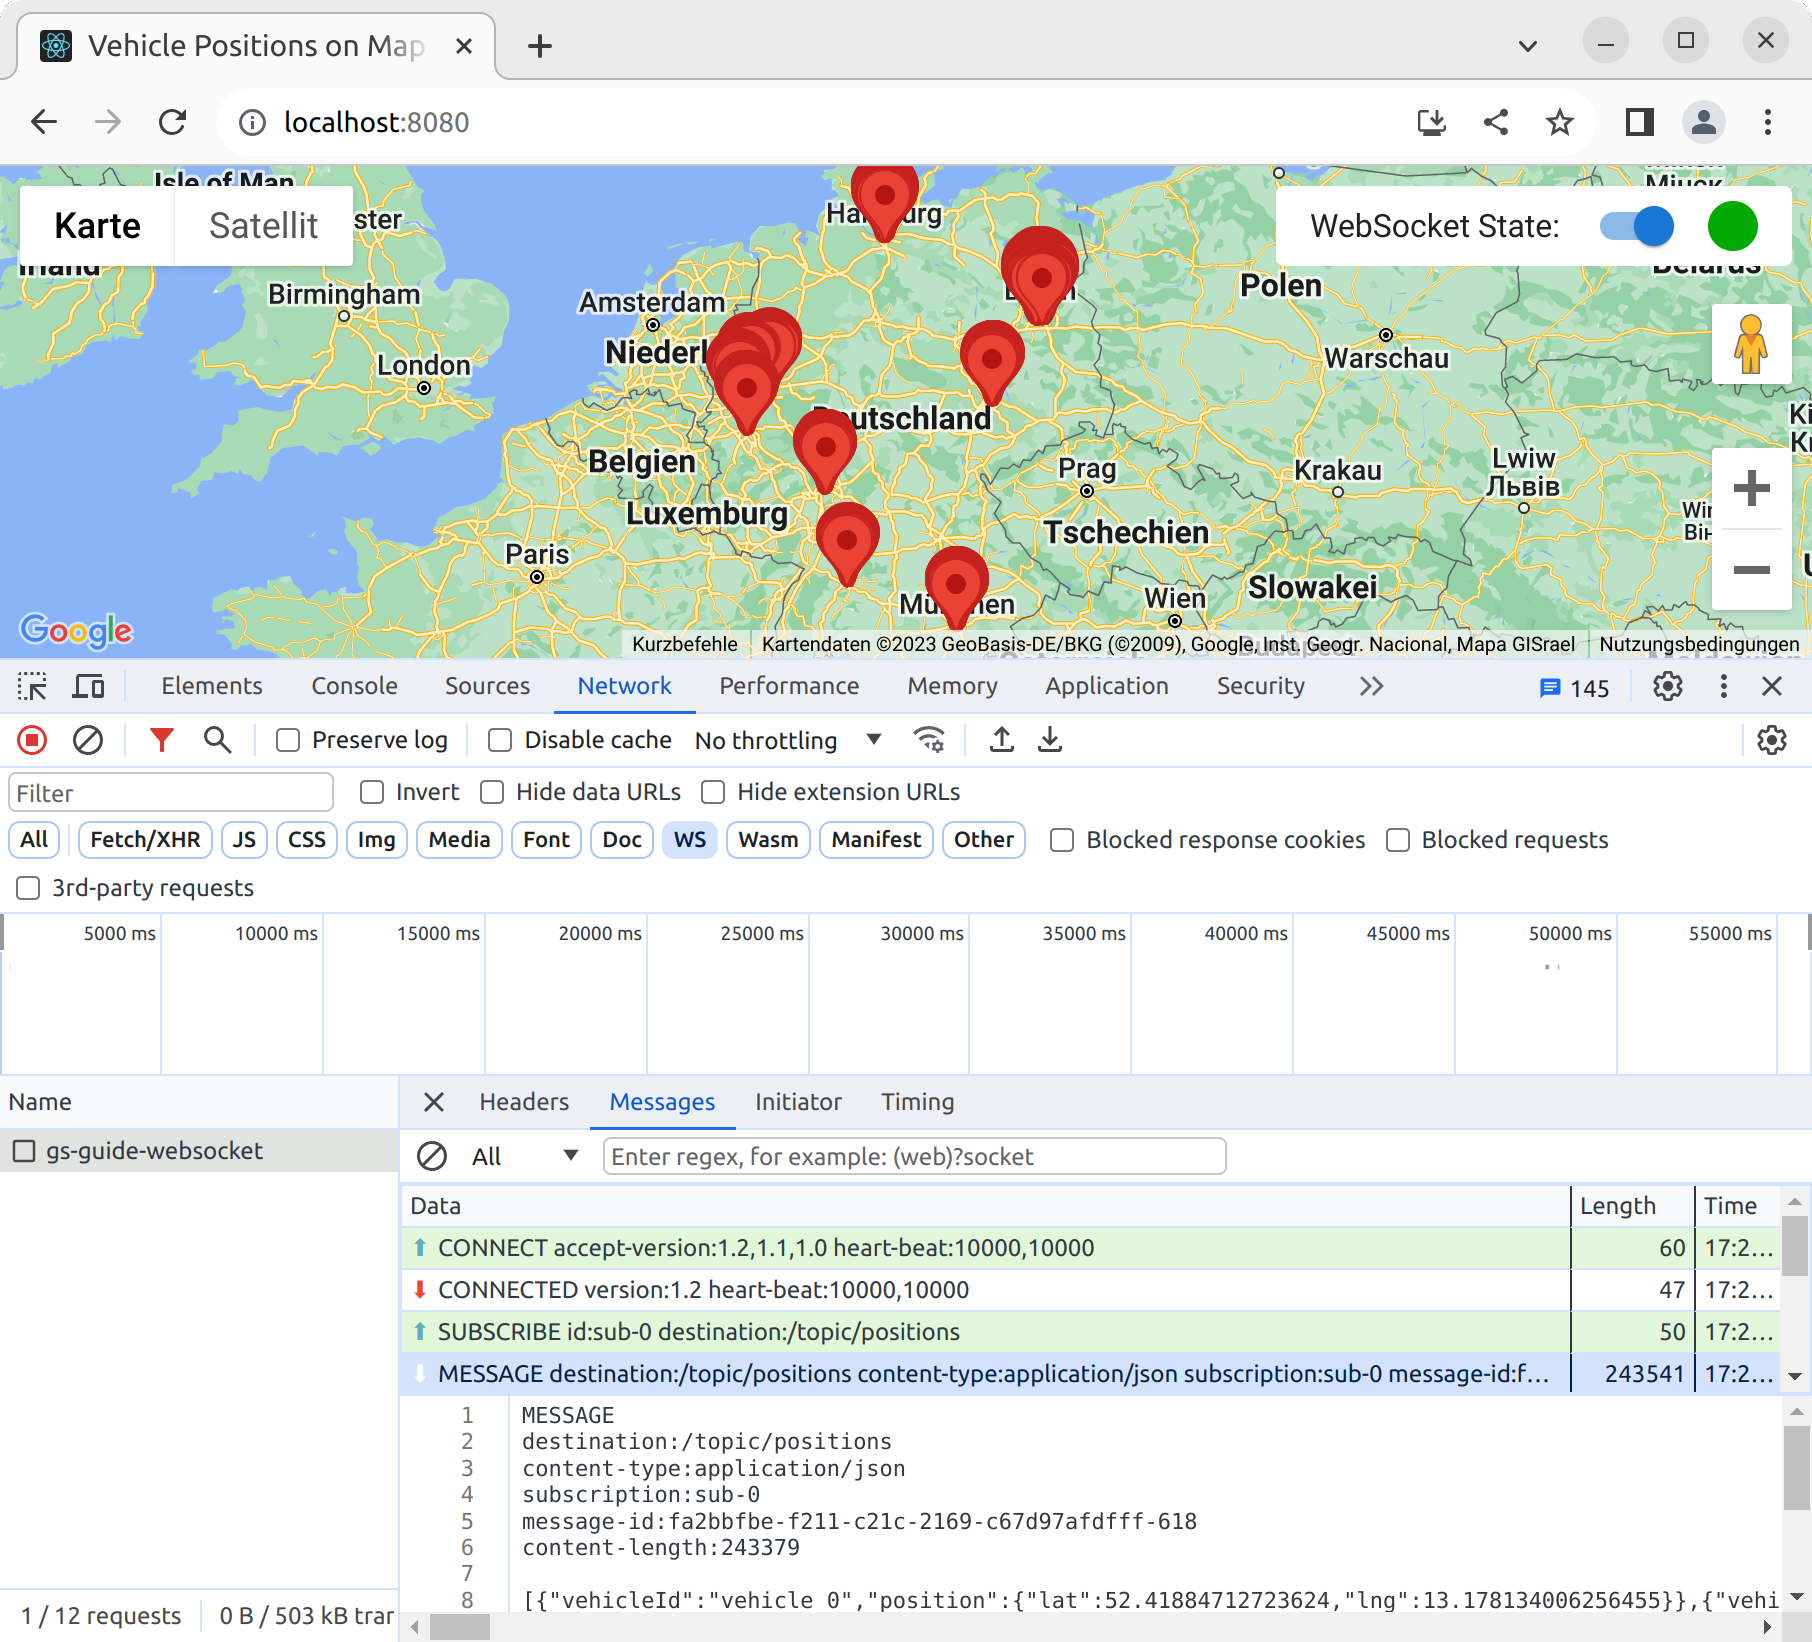 Vehicle Positions on Map
localhost:8080
Isle of Man
Karte
Satellit
Hamburg
WebSocket State:
Birmingham
Amsterdam
Polen
London
Warschau
Deutschland
Belgien
Prag
Krakau
Lwiw
Львів
Luxemburg
Tschechien
Paris
München
Wien
Slowakei
Google
Kurzbefehle
Kartendaten ©2023 GeoBasis-DE/BKG (©2009), Google, Inst. Geogr. Nacional, Mapa GISrael
Nutzungsbedingungen
Elements Console Sources Network Performance Memory Application Security 145
Preserve log Disable cache No throttling
Filter Invert Hide data URLs Hide extension URLs
All Fetch/XHR JS CSS Img Media Font Doc WS Wasm Manifest Other Blocked response cookies Blocked requests
3rd-party requests
5000 ms 10000 ms 15000 ms 20000 ms 25000 ms 30000 ms 35000 ms 40000 ms 45000 ms 50000 ms 55000 ms
Name
gs-guide-websocket
Headers Messages Initiator Timing
All Enter regex, for example: (web)?socket
Data Length Time
CONNECT accept-version:1.2,1.1,1.0 heart-beat:10000,10000 60 17:2…
CONNECTED version:1.2 heart-beat:10000,10000 47 17:2…
SUBSCRIBE id:sub-0 destination:/topic/positions 50 17:2…
MESSAGE destination:/topic/positions content-type:application/json subscription:sub-0 message-id:f… 243541 17:2…
1 MESSAGE
2 destination:/topic/positions
3 content-type:application/json
4 subscription:sub-0
5 message-id:fa2bbfbe-f211-c21c-2169-c67d97afdfff-618
6 content-length:243379
7
8 [{"vehicleId":"vehicle 0","position":{"lat":52.41884712723624,"lng":13.178134006256455}},{"vehi
1 / 12 requests 0 B / 503 kB tran